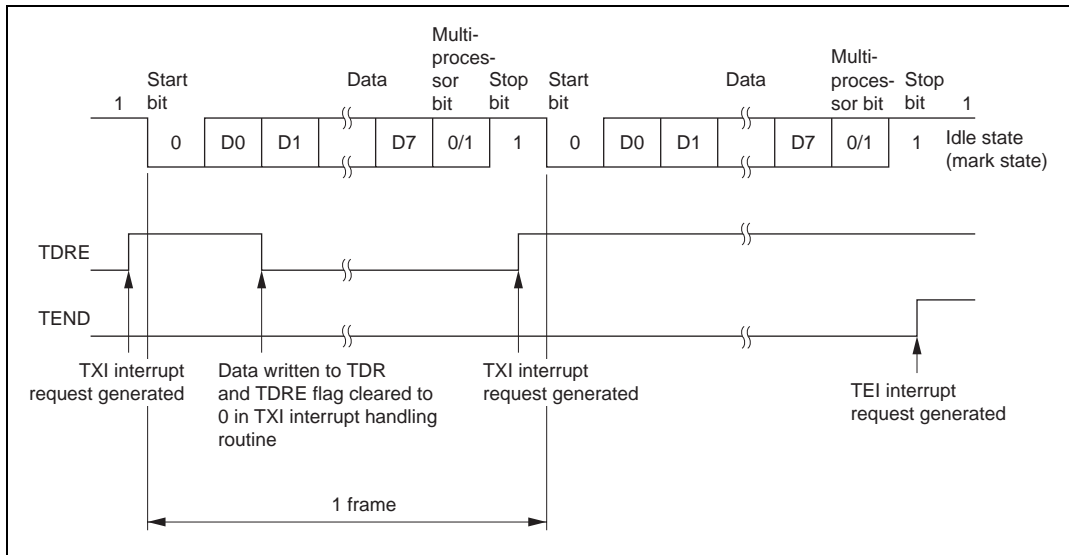 Multi-
proces-
sor
bit
Multi-
proces-
sor bit
Start
bit
Data
Stop
bit
Start
bit
Data
Stop
bit
1
1
0
D0
D1
D7
0/1
1
0
D0
D1
D7
0/1
1
Idle state
(mark state)
TDRE
TEND
TXI interrupt
request generated
Data written to TDR
and TDRE flag cleared to
0 in TXI interrupt handling
routine
TXI interrupt
request generated
TEI interrupt
request generated
1 frame